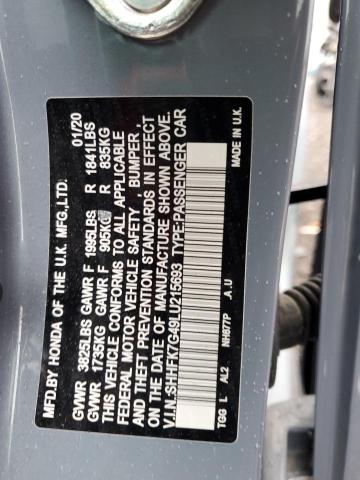 MFD.BY HONDA OF THE U.K. MFG.,LTD. 01/20
GVWR 3825LBS GAWR F 1995LBS R 1841LBS
GVWR 1735KG GAWR F 905KG R 835KG
THIS VEHICLE CONFORMS TO ALL APPLICABLE
FEDERAL MOTOR VEHICLE SAFETY, BUMPER,
AND THEFT PREVENTION STANDARDS IN EFFECT
ON THE DATE OF MANUFACTURE SHOWN ABOVE.
V.I.N. SHHFK7G49LU215693 TYPE:PASSENGER CAR
NH877P .A.U MADE IN U.K.
TGG L AL2